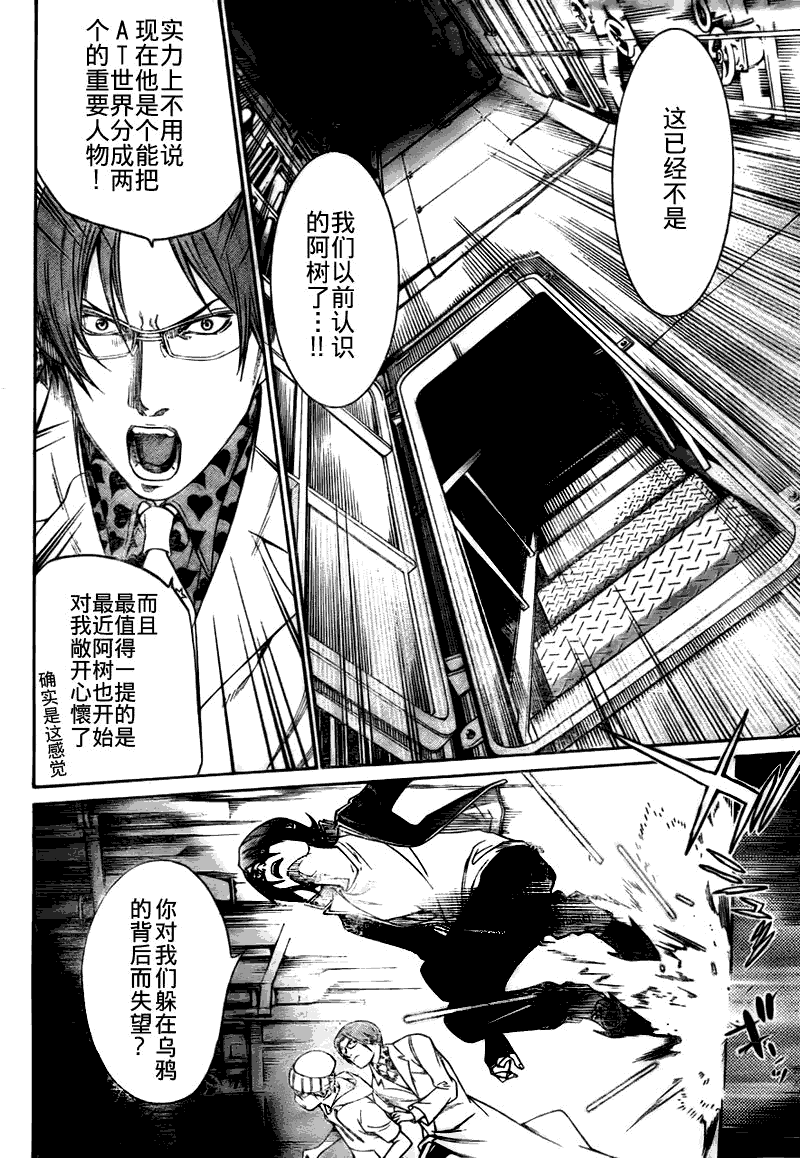 这已经不是
我们以前认识
的阿树了…!!
实力上不用说
现在他是个能把
AT世界分成两
个的重要人物！
而且
最值得一提的是
最近阿树也开始
对我敞开心懷了
确实是这感觉
你对我们躲在乌鸦
的背后而失望？